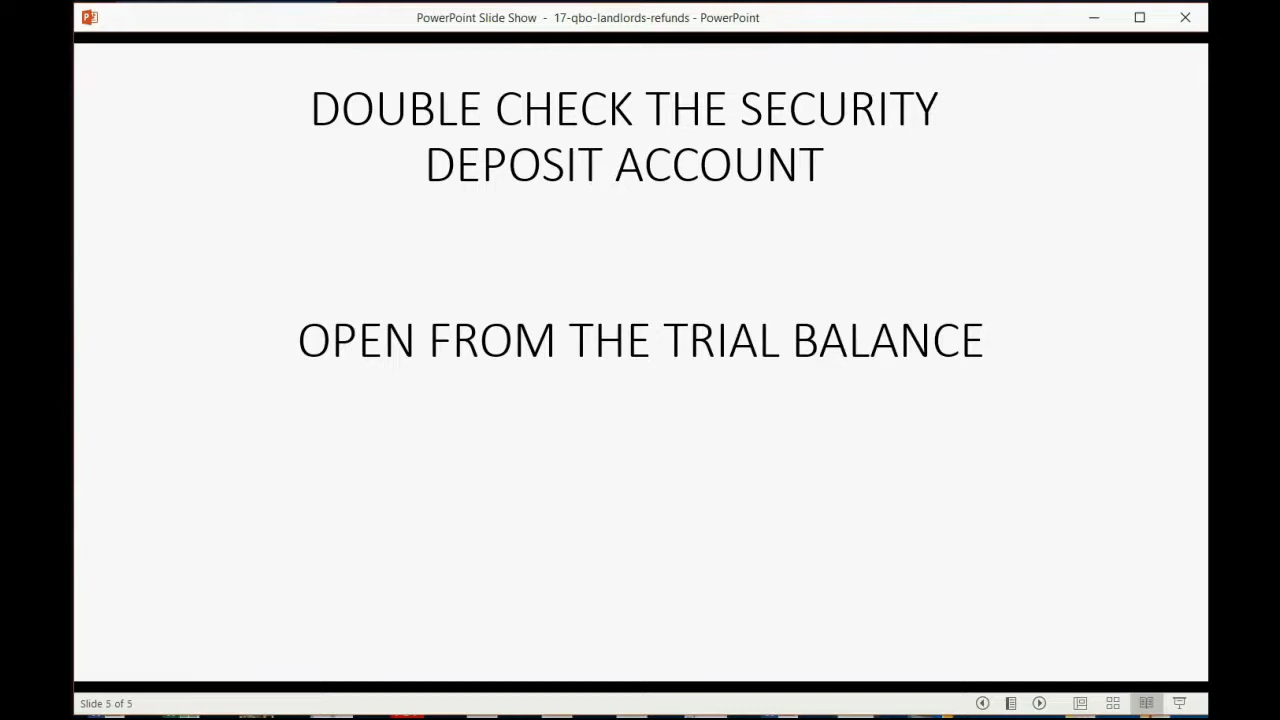 PowerPoint Slide Show - 17-qbo-landlords-refunds - PowerPoint
DOUBLE CHECK THE SECURITY
DEPOSIT ACCOUNT
OPEN FROM THE TRIAL BALANCE
Slide 5 of 5